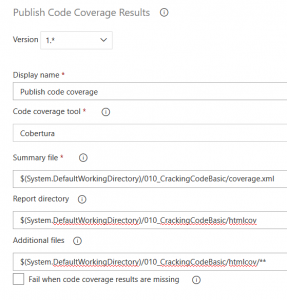 Publish Code Coverage Results
Version 1.*
Display name *
Publish code coverage
Code coverage tool *
Cobertura
Summary file *
$(System.DefaultWorkingDirectory)/010_CrackingCodeBasic/coverage.xml
Report directory
$(System.DefaultWorkingDirectory)/010_CrackingCodeBasic/htmlcov
Additional files
$(System.DefaultWorkingDirectory)/010_CrackingCodeBasic/htmlcov/**
Fail when code coverage results are missing